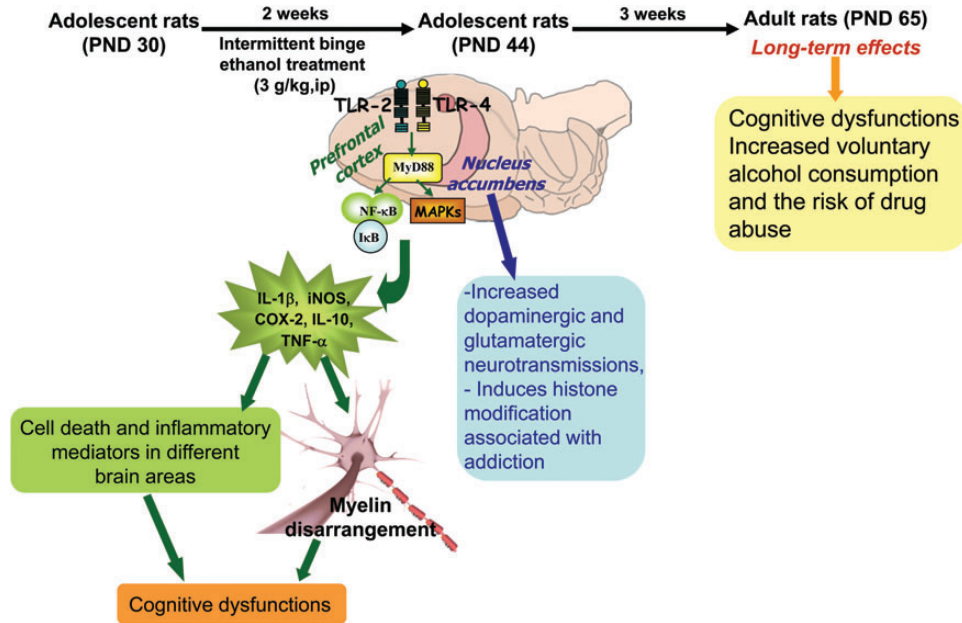 Adolescent rats
(PND 30)
2 weeks
Intermittent binge
ethanol treatment
(3 g/kg,ip)
Adolescent rats
(PND 44)
3 weeks
Adult rats (PND 65)
Long-term effects
Cognitive dysfunctions
Increased voluntary
alcohol consumption
and the risk of drug
abuse
TLR-2
TLR-4
Prefrontal
cortex
MyD88
Nucleus
accumbens
NF-κB
MAPKs
IκB
IL-1β, iNOS,
COX-2, IL-10,
TNF-α
-Increased
dopaminergic and
glutamatergic
neurotransmissions,
- Induces histone
modification
associated with
addiction
Cell death and inflammatory
mediators in different
brain areas
Myelin
disarrangement
Cognitive dysfunctions